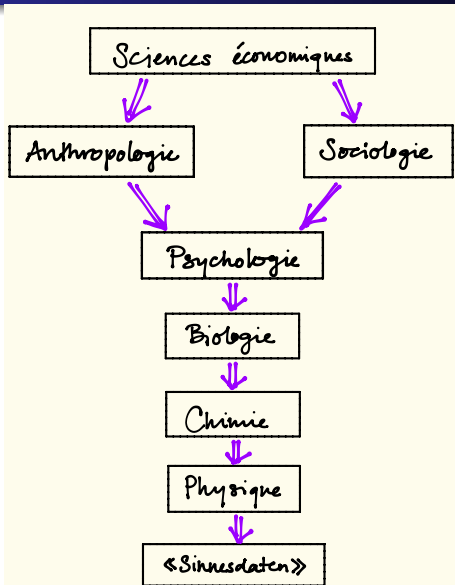 Sciences économiques
Anthropologie
Sociologie
Psychologie
Biologie
Chimie
Physique
«Sinnesdaten»